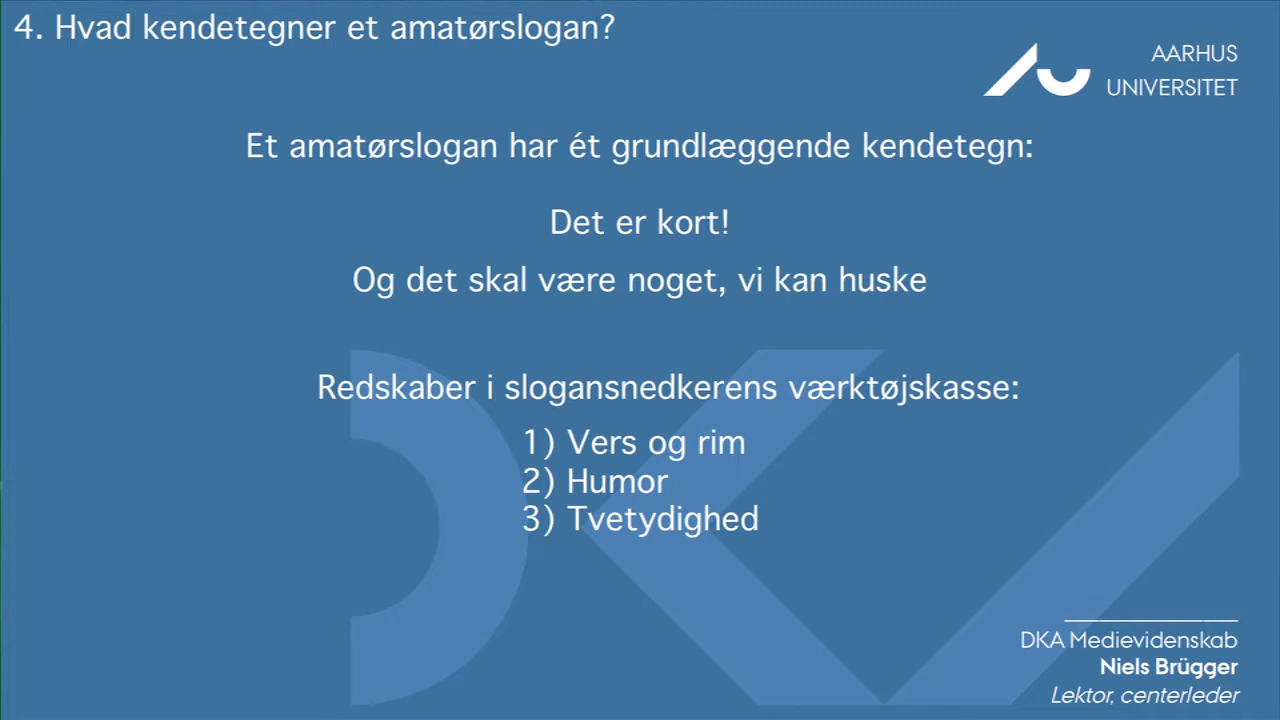 4. Hvad kendetegner et amatørslogan?
AARHUS
UNIVERSITET
Et amatørslogan har ét grundlæggende kendetegn:
Det er kort!
Og det skal være noget, vi kan huske
Redskaber i slogansnedkerens værktøjskasse:
1) Vers og rim
2) Humor
3) Tvetydighed
DKA Medievidenskab
Niels Brügger
Lektor, centerleder